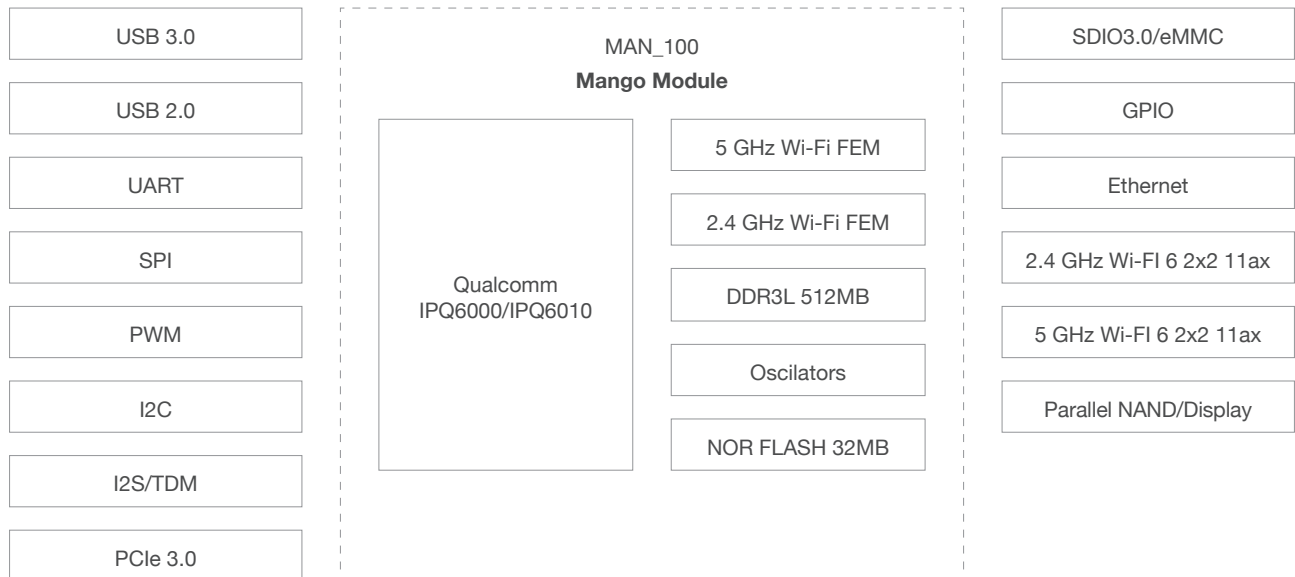 USB 3.0
USB 2.0
UART
SPI
PWM
I2C
I2S/TDM
PCIe 3.0
MAN_100
Mango Module
Qualcomm
IPQ6000/IPQ6010
5 GHz Wi-Fi FEM
2.4 GHz Wi-Fi FEM
DDR3L 512MB
Oscilators
NOR FLASH 32MB
SDIO3.0/eMMC
GPIO
Ethernet
2.4 GHz Wi-FI 6 2x2 11ax
5 GHz Wi-FI 6 2x2 11ax
Parallel NAND/Display